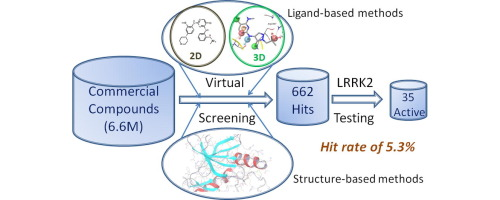 Ligand-based methods
2D
3D
Commercial
Compounds
(6.6M)
Virtual
Screening
662
Hits
LRRK2
Testing
35
Active
Hit rate of 5.3%
Structure-based methods